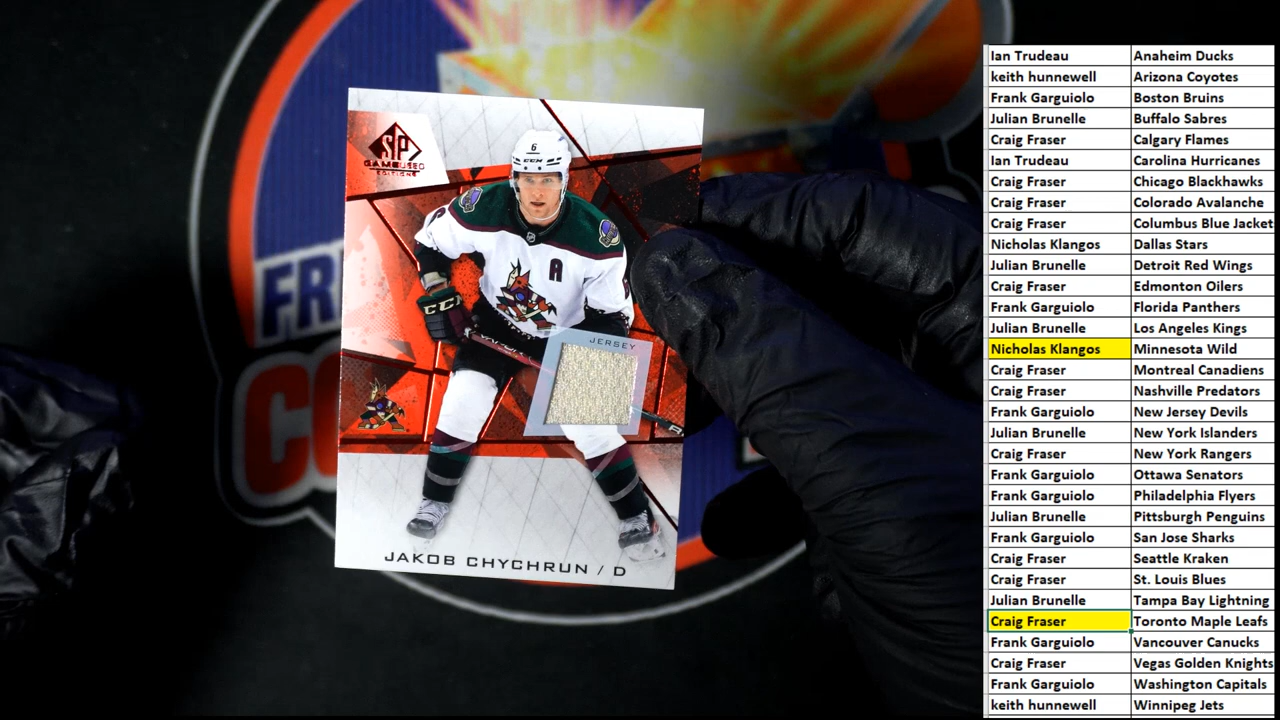 SP
GAME USED
EDITIONS
6
CCM
A
6
CCM
JERSEY
JAKOB CHYCHRUN / D
FR
CO
Ian Trudeau Anaheim Ducks
keith hunnewell Arizona Coyotes
Frank Garguiolo Boston Bruins
Julian Brunelle Buffalo Sabres
Craig Fraser Calgary Flames
Ian Trudeau Carolina Hurricanes
Craig Fraser Chicago Blackhawks
Craig Fraser Colorado Avalanche
Craig Fraser Columbus Blue Jacket
Nicholas Klangos Dallas Stars
Julian Brunelle Detroit Red Wings
Craig Fraser Edmonton Oilers
Frank Garguiolo Florida Panthers
Julian Brunelle Los Angeles Kings
Nicholas Klangos Minnesota Wild
Craig Fraser Montreal Canadiens
Craig Fraser Nashville Predators
Frank Garguiolo New Jersey Devils
Julian Brunelle New York Islanders
Craig Fraser New York Rangers
Frank Garguiolo Ottawa Senators
Frank Garguiolo Philadelphia Flyers
Julian Brunelle Pittsburgh Penguins
Frank Garguiolo San Jose Sharks
Craig Fraser Seattle Kraken
Craig Fraser St. Louis Blues
Julian Brunelle Tampa Bay Lightning
Craig Fraser Toronto Maple Leafs
Frank Garguiolo Vancouver Canucks
Craig Fraser Vegas Golden Knights
Frank Garguiolo Washington Capitals
keith hunnewell Winnipeg Jets